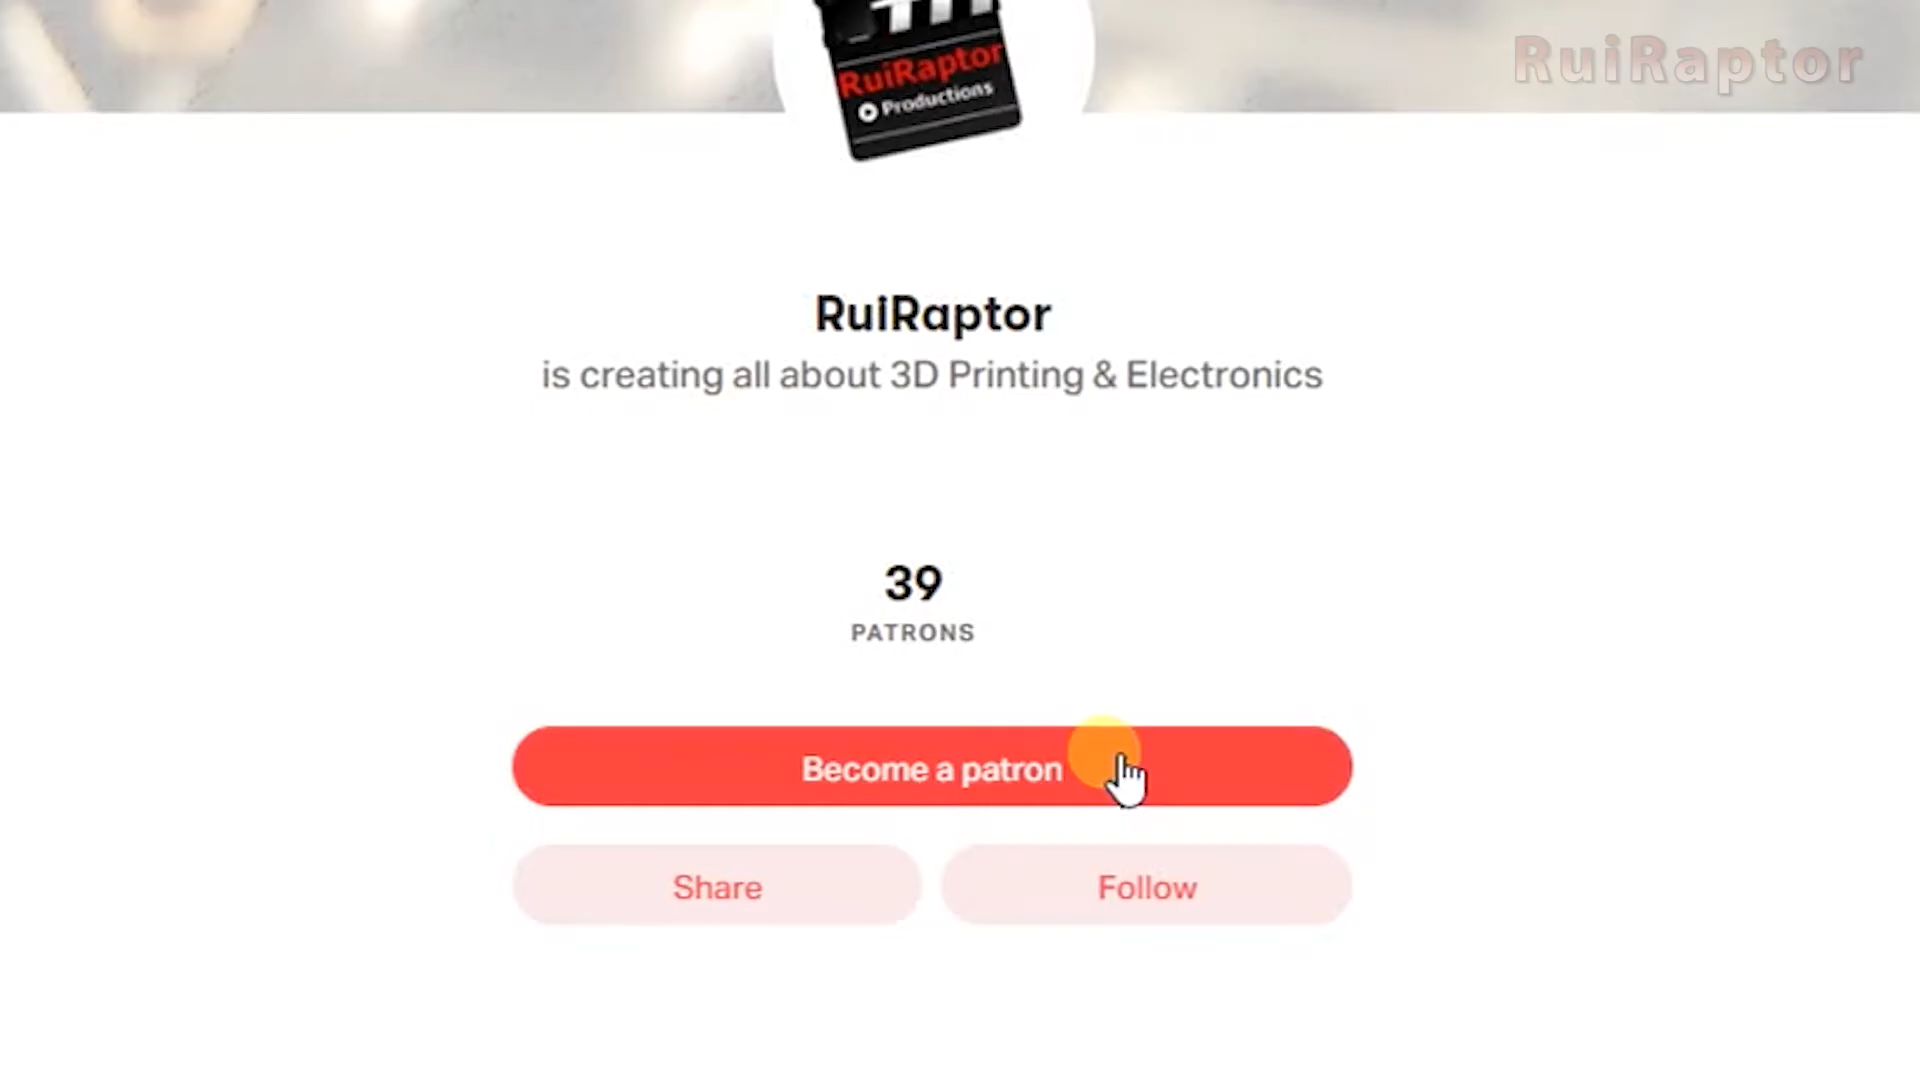 RuiRaptor
RuiRaptor
Productions
RuiRaptor
is creating all about 3D Printing & Electronics
39
PATRONS
Become a patron
Share
Follow